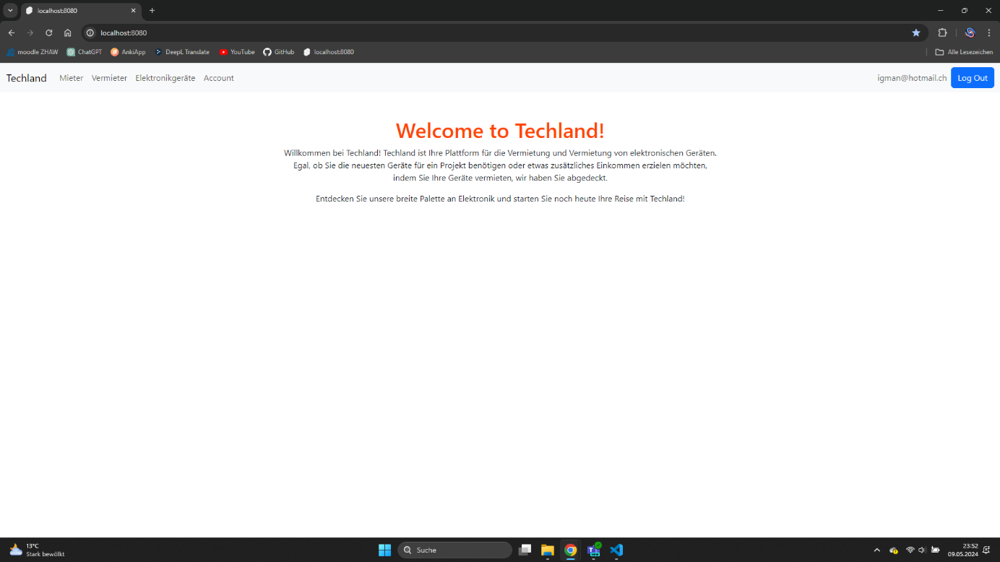 localhost:8080
localhost:8080
moodle ZHAW ChatGPT AnkiApp DeepL Translate YouTube GitHub localhost:8080 Alle Lesezeichen
Techland Mieter Vermieter Elektronikgeräte Account igman@hotmail.ch Log Out
Welcome to Techland!
Willkommen bei Techland! Techland ist Ihre Plattform für die Vermietung und Vermietung von elektronischen Geräten.
Egal, ob Sie die neuesten Geräte für ein Projekt benötigen oder etwas zusätzliches Einkommen erzielen möchten,
indem Sie Ihre Geräte vermieten, wir haben Sie abgedeckt.
Entdecken Sie unsere breite Palette an Elektronik und starten Sie noch heute Ihre Reise mit Techland!
13°C
Stark bewölkt
Suche
23:52
09.05.2024